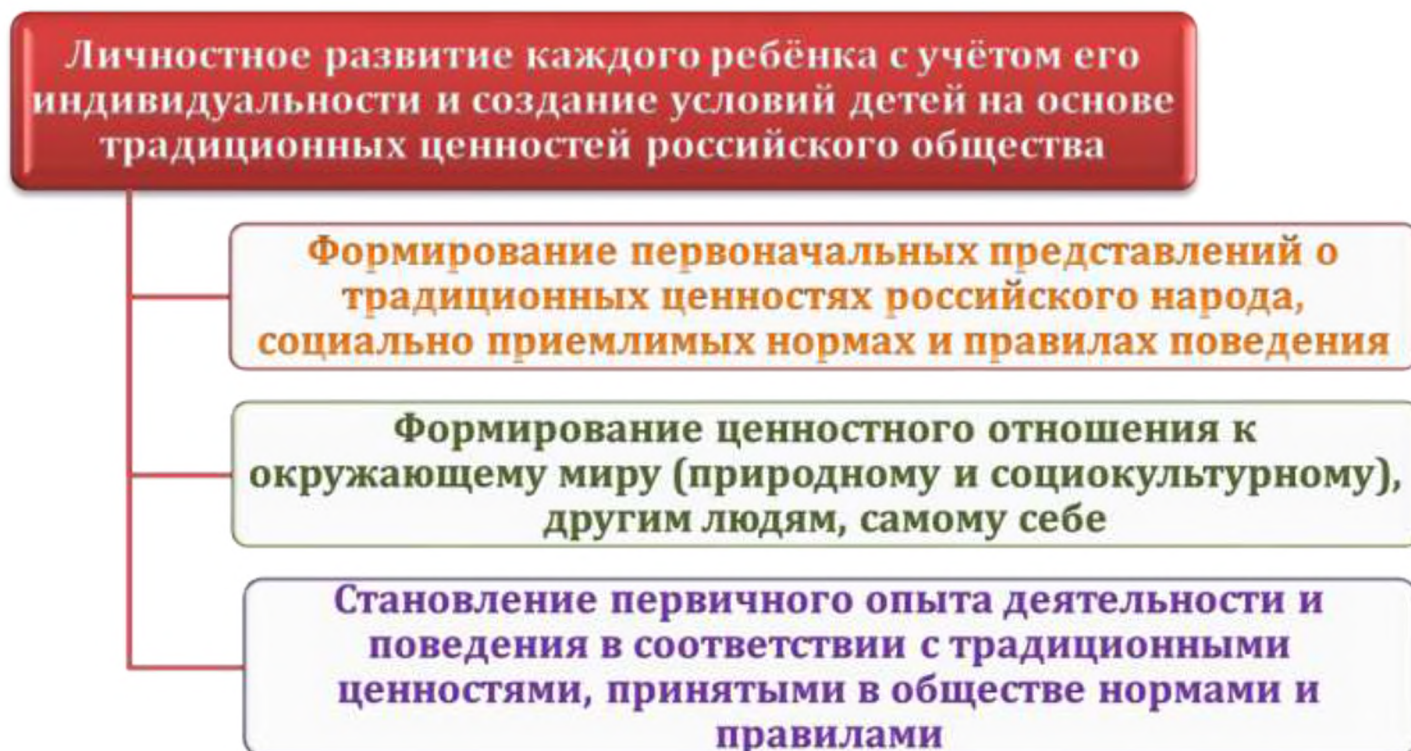 Личностное развитие каждого ребёнка с учётом его
индивидуальности и создание условий детей на основе
традиционных ценностей российского общества
Формирование первоначальных представлений о
традиционных ценностях российского народа,
социально приемлимых нормах и правилах поведения
Формирование ценностного отношения к
окружающему миру (природному и социокультурному),
другим людям, самому себе
Становление первичного опыта деятельности и
поведения в соответствии с традиционными
ценностями, принятыми в обществе нормами и
правилами